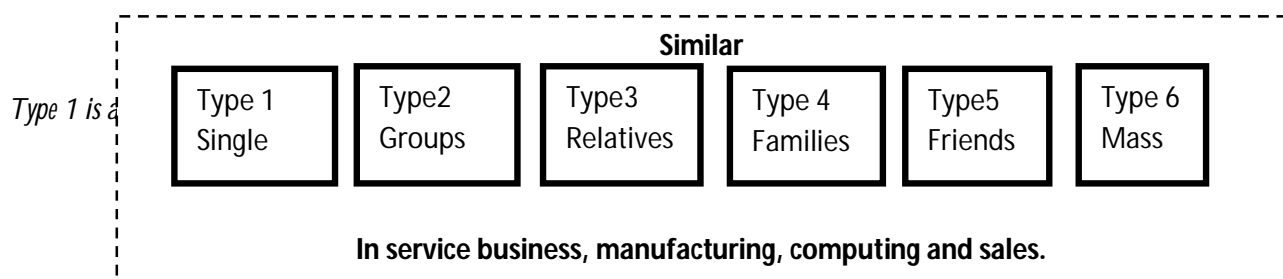 Similar
Type 1 is a
Type 1
Single
Type2
Groups
Type3
Relatives
Type 4
Families
Type5
Friends
Type 6
Mass
In service business, manufacturing, computing and sales.